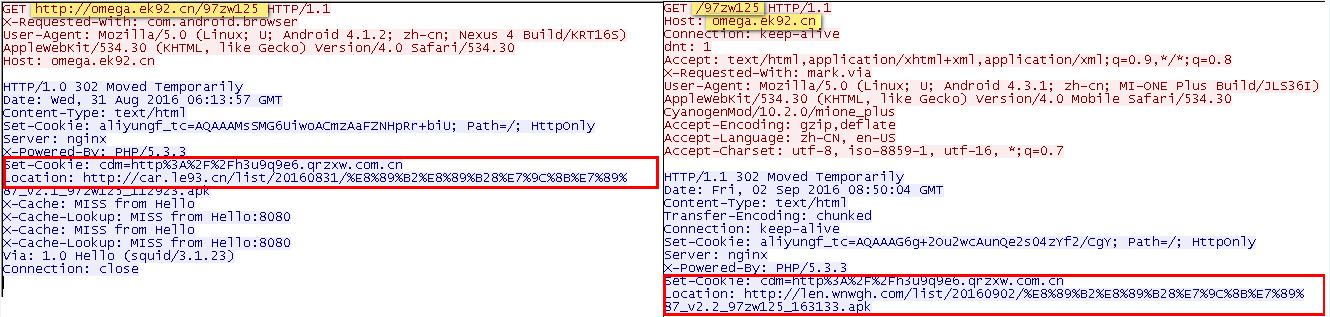 GET http://omega.ek92.cn/97zw125 HTTP/1.1
X-Requested-With: com.android.browser
User-Agent: Mozilla/5.0 (Linux; U; Android 4.1.2; zh-cn; Nexus 4 Build/KRT16S)
AppleWebKit/534.30 (KHTML, like Gecko) Version/4.0 Safari/534.30
Host: omega.ek92.cn
HTTP/1.0 302 Moved Temporarily
Date: Wed, 31 Aug 2016 06:13:57 GMT
Content-Type: text/html
Set-Cookie: aliyungf_tc=AQAAAMsSMG6UiwoACmzAaFZNHpRr+biU; Path=/; HttpOnly
Server: nginx
X-Powered-By: PHP/5.3.3
Set-Cookie: cdm=http%3A%2F%2Fh3u9q9e6.qrzxw.com.cn
Location: http://car.le93.cn/list/20160831/%E8%89%B2%E8%89%B28%E7%9C%8B%E7%89%
87_v2.1_97zw125_112923.apk
X-Cache: MISS from Hello
X-Cache-Lookup: MISS from Hello:8080
X-Cache: MISS from Hello
X-Cache-Lookup: MISS from Hello:8080
Via: 1.0 Hello (squid/3.1.23)
Connection: close
GET /97zw125 HTTP/1.1
Host: omega.ek92.cn
Connection: keep-alive
dnt: 1
Accept: text/html,application/xhtml+xml,application/xml;q=0.9,*/*;q=0.8
X-Requested-With: mark.via
User-Agent: Mozilla/5.0 (Linux; U; Android 4.3.1; zh-cn; MI-ONE Plus Build/JLS36I)
AppleWebKit/534.30 (KHTML, like Gecko) Version/4.0 Mobile Safari/534.30
CyanogenMod/10.2.0/mione_plus
Accept-Encoding: gzip,deflate
Accept-Language: zh-CN, en-US
Accept-Charset: utf-8, iso-8859-1, utf-16, *;q=0.7
HTTP/1.1 302 Moved Temporarily
Date: Fri, 02 Sep 2016 08:50:04 GMT
Content-Type: text/html
Transfer-Encoding: chunked
Connection: keep-alive
Set-Cookie: aliyungf_tc=AQAAAG6g+2Ou2wcAunQe2s04zYf2/CgY; Path=/; HttpOnly
Server: nginx
X-Powered-By: PHP/5.3.3
Set-Cookie: cdm=http%3A%2F%2Fh3u9q9e6.qrzxw.com.cn
Location: http://len.wnwgh.com/list/20160902/%E8%89%B2%E8%89%B28%E7%9C%8B%E7%89%
87_v2.2_97zw125_163133.apk